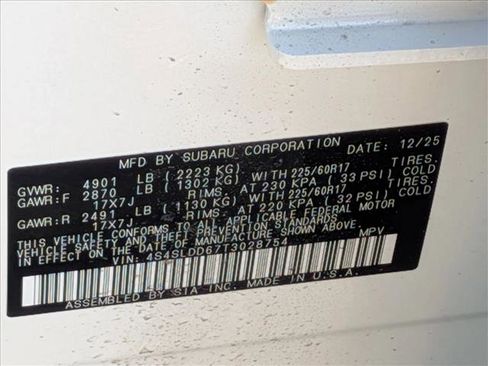 MFD BY SUBARU CORPORATION DATE: 12/25
GVWR: 4901 LB (2223 KG)
GAWR:F 2870 LB (1302 KG) WITH 225/60R17 TIRES,
17X7J RIMS, AT 230 KPA (33 PSI) COLD
GAWR:R 2491 LB (1130 KG) WITH 225/60R17 TIRES,
17X7J RIMS, AT 220 KPA (32 PSI) COLD
THIS VEHICLE CONFORMS TO ALL APPLICABLE FEDERAL MOTOR
VEHICLE SAFETY AND THEFT PREVENTION STANDARDS
IN EFFECT ON THE DATE OF MANUFACTURE SHOWN ABOVE.
VIN: 4S4SLDD67T3028754 MPV
ASSEMBLED BY SIA-INC. MADE IN U.S.A.